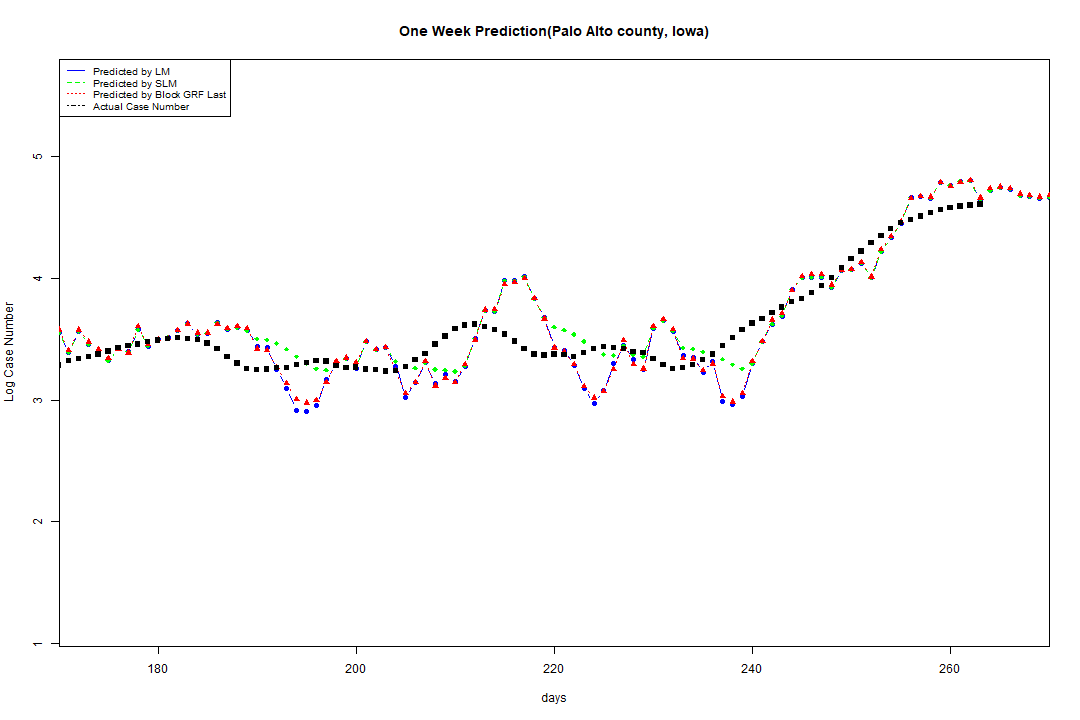 One Week Prediction(Palo Alto county, Iowa)
Predicted by LM
Predicted by SLM
Predicted by Block GRF Last
Actual Case Number
Log Case Number
5
4
3
2
1
180 200 220 240 260
days